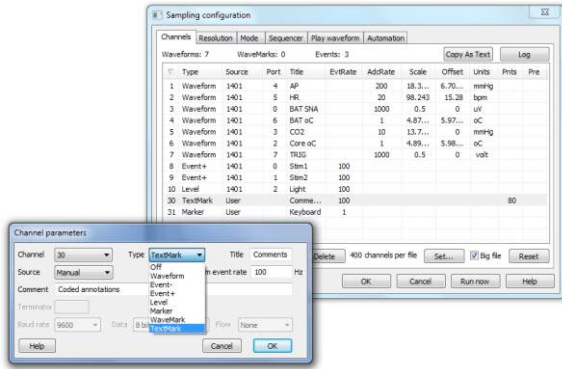 Sampling configuration
Channels Resolution Mode Sequencer Play waveform Automation
Waveforms: 7 WaveMarks: 0 Events: 3 Copy As Text Log
Type Source Port Title EvtRate AddRate Scale Offset Units Pnts Pre
1 Waveform 1401 4 AP 200 18.3... 6.70... mmHg
2 Waveform 1401 5 HR 20 98.243 15.28 bpm
3 Waveform 1401 0 BAT SNA 1000 0.5 0 uV
4 Waveform 1401 6 BAT oC 1 4.87... 5.97... oC
5 Waveform 1401 3 CO2 10 13.7... 0 mmHg
6 Waveform 1401 2 Core oC 1 4.89... 5.98... oC
7 Waveform 1401 7 TRIG 1000 0.5 0 volt
8 Event+ 1401 0 Stim1 100
9 Event+ 1401 1 Stim2 100
10 Level 1401 2 Light 100
30 TextMark User Comme... 100 80
31 Marker User Keyboard 1
Delete 400 channels per file Set... Big file Reset
OK Cancel Run now Help
Channel parameters
Channel 30 Type TextMark Title Comments
Source Manual event rate 100 Hz
Comment Coded annotations
Off
Waveform
Event-
Event+
Level
Marker
WaveMark
TextMark
Terminator
Baud rate 9600 Data 8 Flow None
Help Cancel OK